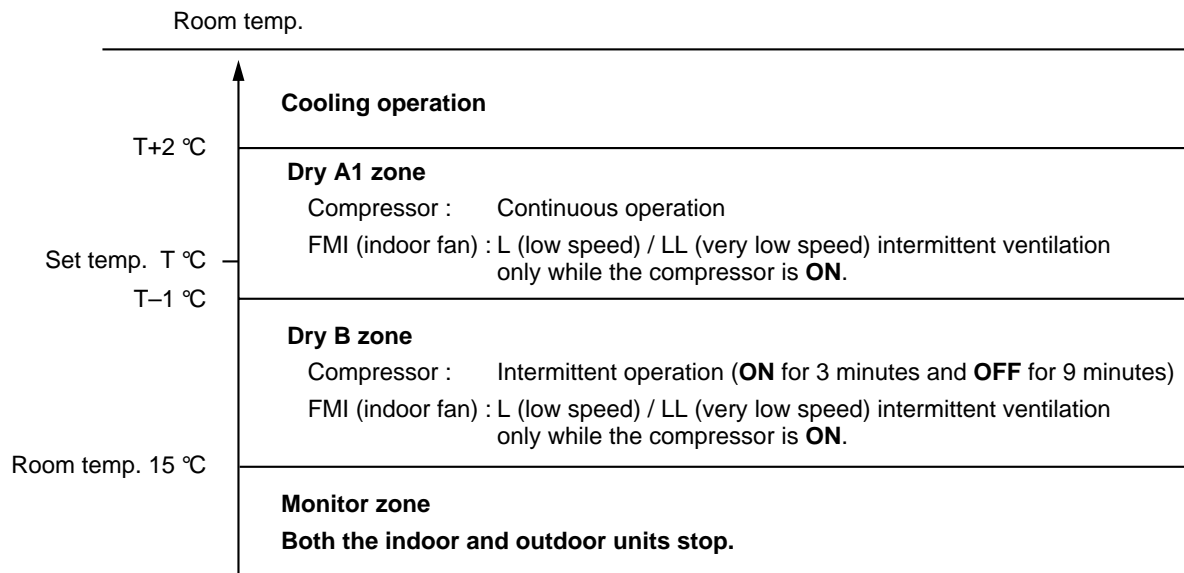 Room temp.
Cooling operation
T+2 °C
Dry A1 zone
Compressor : Continuous operation
FMI (indoor fan) : L (low speed) / LL (very low speed) intermittent ventilation
only while the compressor is ON.
Set temp. T °C
T–1 °C
Dry B zone
Compressor : Intermittent operation (ON for 3 minutes and OFF for 9 minutes)
FMI (indoor fan) : L (low speed) / LL (very low speed) intermittent ventilation
only while the compressor is ON.
Room temp. 15 °C
Monitor zone
Both the indoor and outdoor units stop.